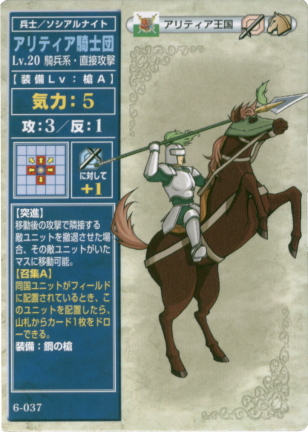 兵士／ソシアルナイト
アリティア王国
アリティア騎士団
Lv.20 騎兵系・直接攻撃
【装備Lv：槍A】
気力：5
攻：3／反：1
に対して
+1
【突進】
移動後の攻撃で隣接する
敵ユニットを撤退させた場
合、その敵ユニットがいた
マスに移動可能。
【召集A】
同国ユニットがフィールド
に配置されているとき、こ
のユニットを配置したら、
山札からカード1枚をドロ
ーできる。
装備：鋼の槍
6-037